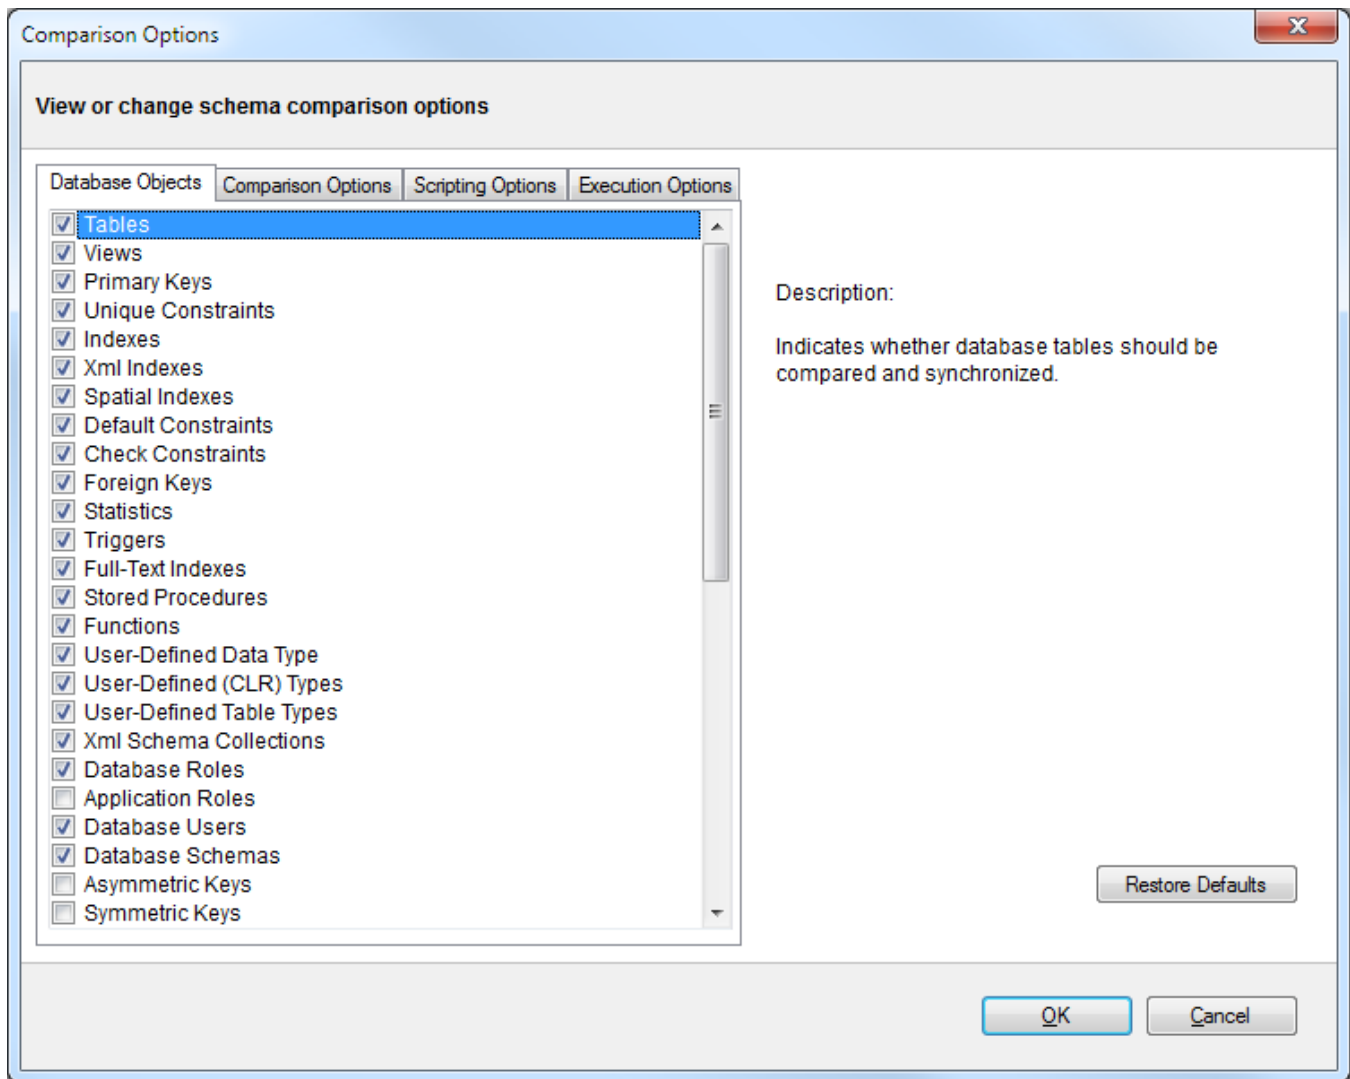 Comparison Options
View or change schema comparison options
Database Objects
Comparison Options
Scripting Options
Execution Options
Tables
Views
Primary Keys
Unique Constraints
Indexes
Xml Indexes
Spatial Indexes
Default Constraints
Check Constraints
Foreign Keys
Statistics
Triggers
Full-Text Indexes
Stored Procedures
Functions
User-Defined Data Type
User-Defined (CLR) Types
User-Defined Table Types
Xml Schema Collections
Database Roles
Application Roles
Database Users
Database Schemas
Asymmetric Keys
Symmetric Keys
Description:
Indicates whether database tables should be
compared and synchronized.
Restore Defaults
OK
Cancel